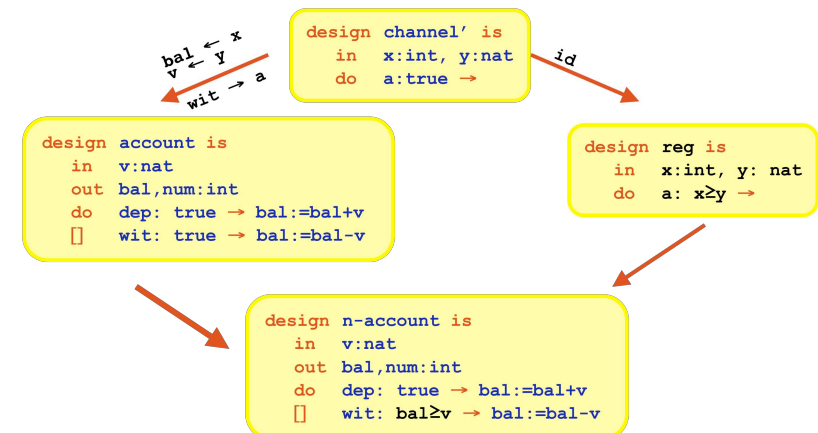 design channel’ is
in x:int, y:nat
do a:true →
bal ← x
v ← y
wit → a
id
design account is
in v:nat
out bal,num:int
do dep: true → bal:=bal+v
[] wit: true → bal:=bal-v
design reg is
in x:int, y: nat
do a: x≥y →
design n-account is
in v:nat
out bal,num:int
do dep: true → bal:=bal+v
[] wit: bal≥v → bal:=bal-v